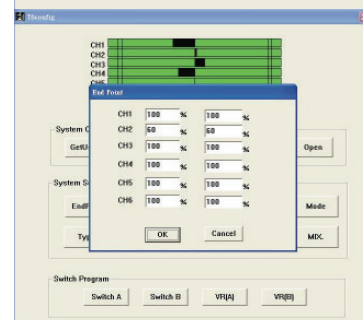 T6config
CH1
CH2
CH3
CH4
CH5
End Point
CH1 100 % 100 %
CH2 60 % 60 %
CH3 100 % 100 %
CH4 100 % 100 %
CH5 100 % 100 %
CH6 100 % 100 %
OK Cancel
System
GetU
Open
System S
EndP
Mode
Typ
MIX.
Switch Program
Switch A Switch B VR(A) VR(B)